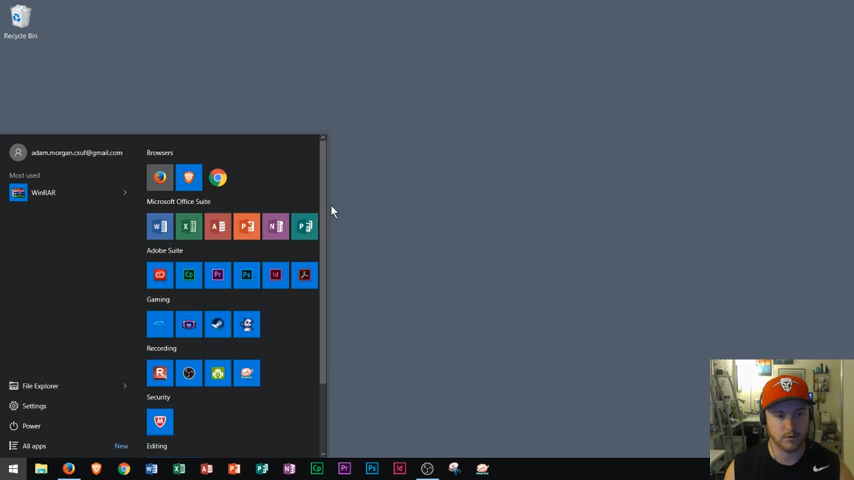 Recycle Bin
adam.morgan.csuf@gmail.com
Most used
WinRAR
File Explorer
Settings
Power
All apps New
Browsers
Microsoft Office Suite
Adobe Suite
Gaming
Recording
Security
Editing